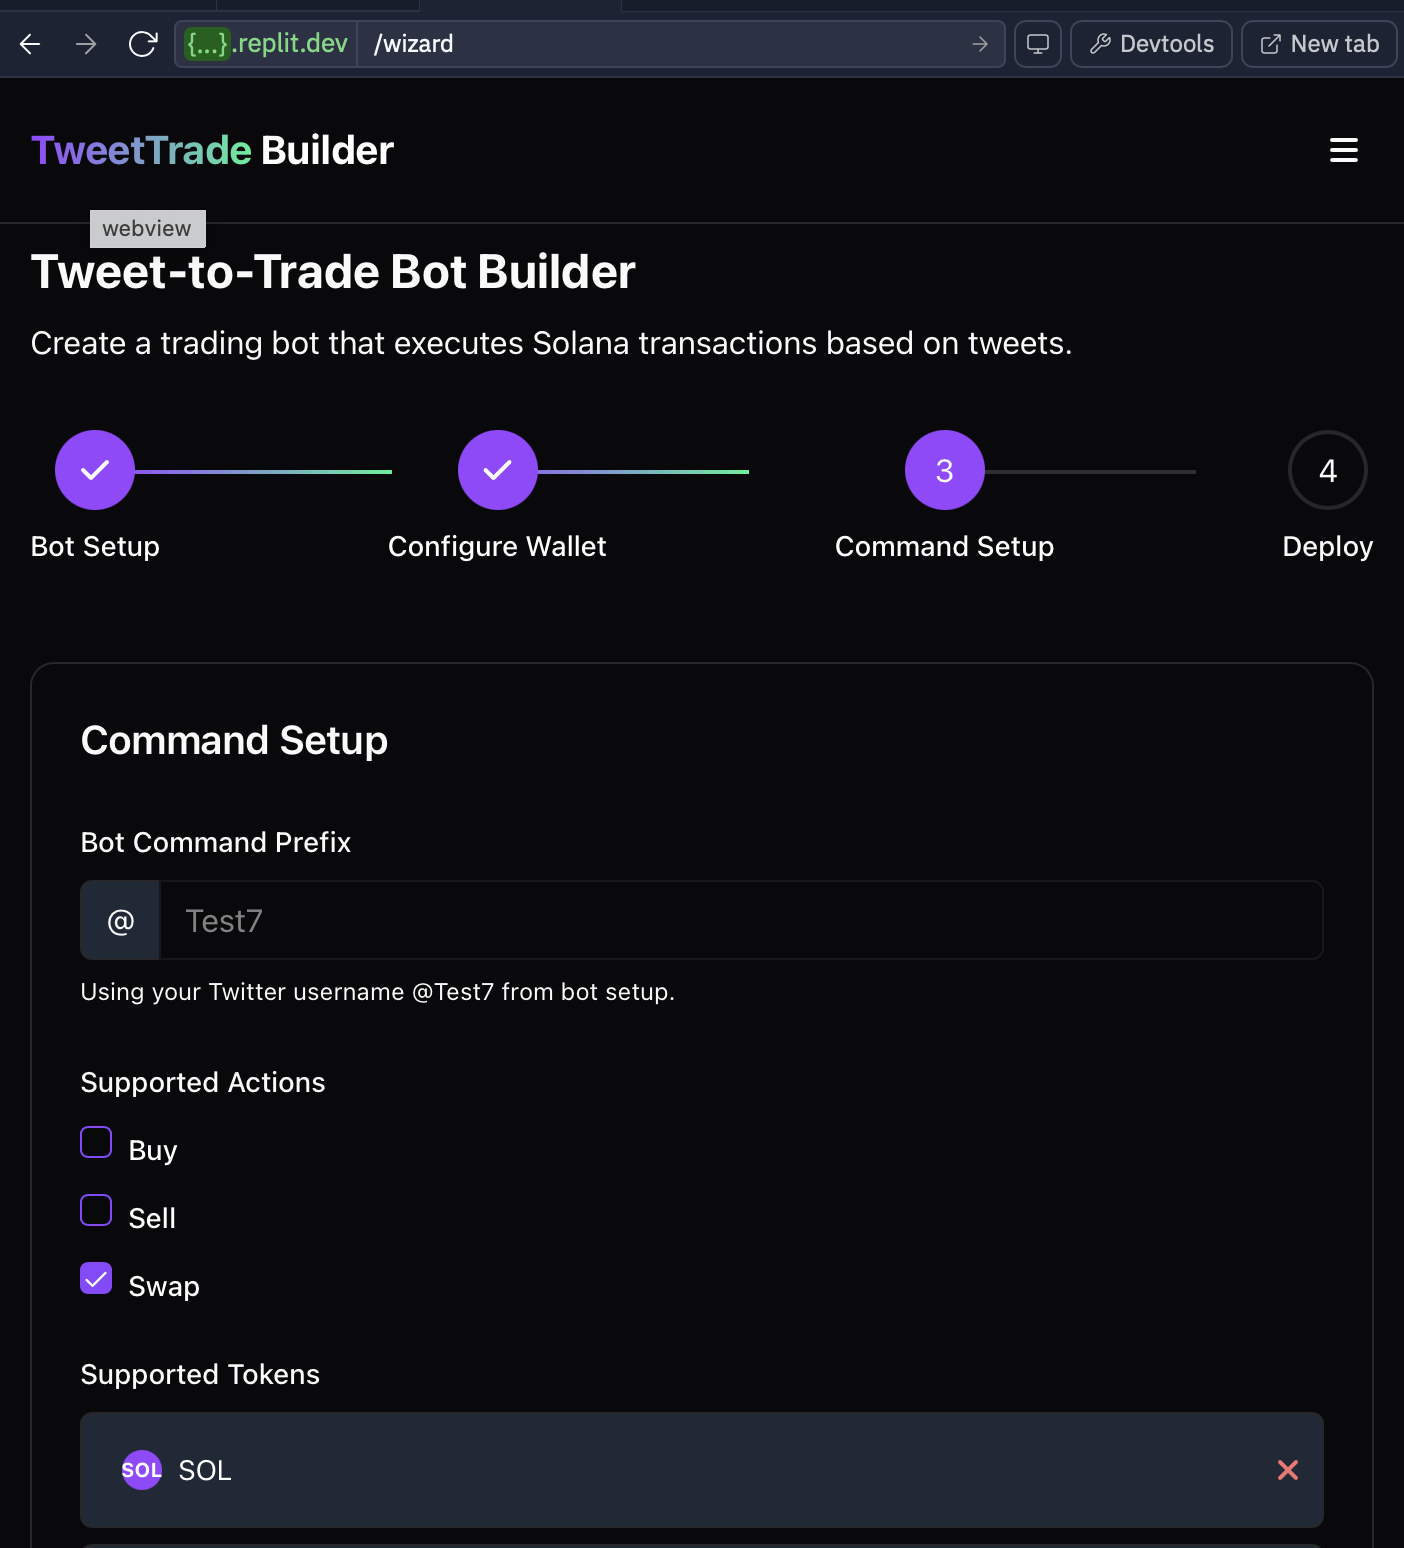 {...}.replit.dev /wizard Devtools New tab
TweetTrade Builder
webview
Tweet-to-Trade Bot Builder
Create a trading bot that executes Solana transactions based on tweets.
3 4
Bot Setup Configure Wallet Command Setup Deploy
Command Setup
Bot Command Prefix
@ Test7
Using your Twitter username @Test7 from bot setup.
Supported Actions
Buy
Sell
Swap
Supported Tokens
SOL SOL